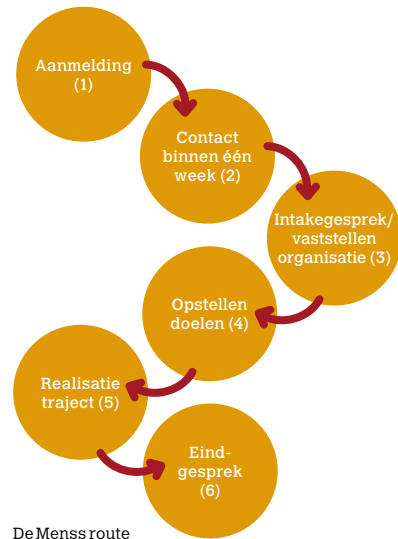 Aanmelding
(1)
Contact
binnen één
week (2)
Intakegesprek/
vaststellen
organisatie (3)
Opstellen
doelen (4)
Realisatie
traject (5)
Eind-
gesprek
(6)
De Menss route